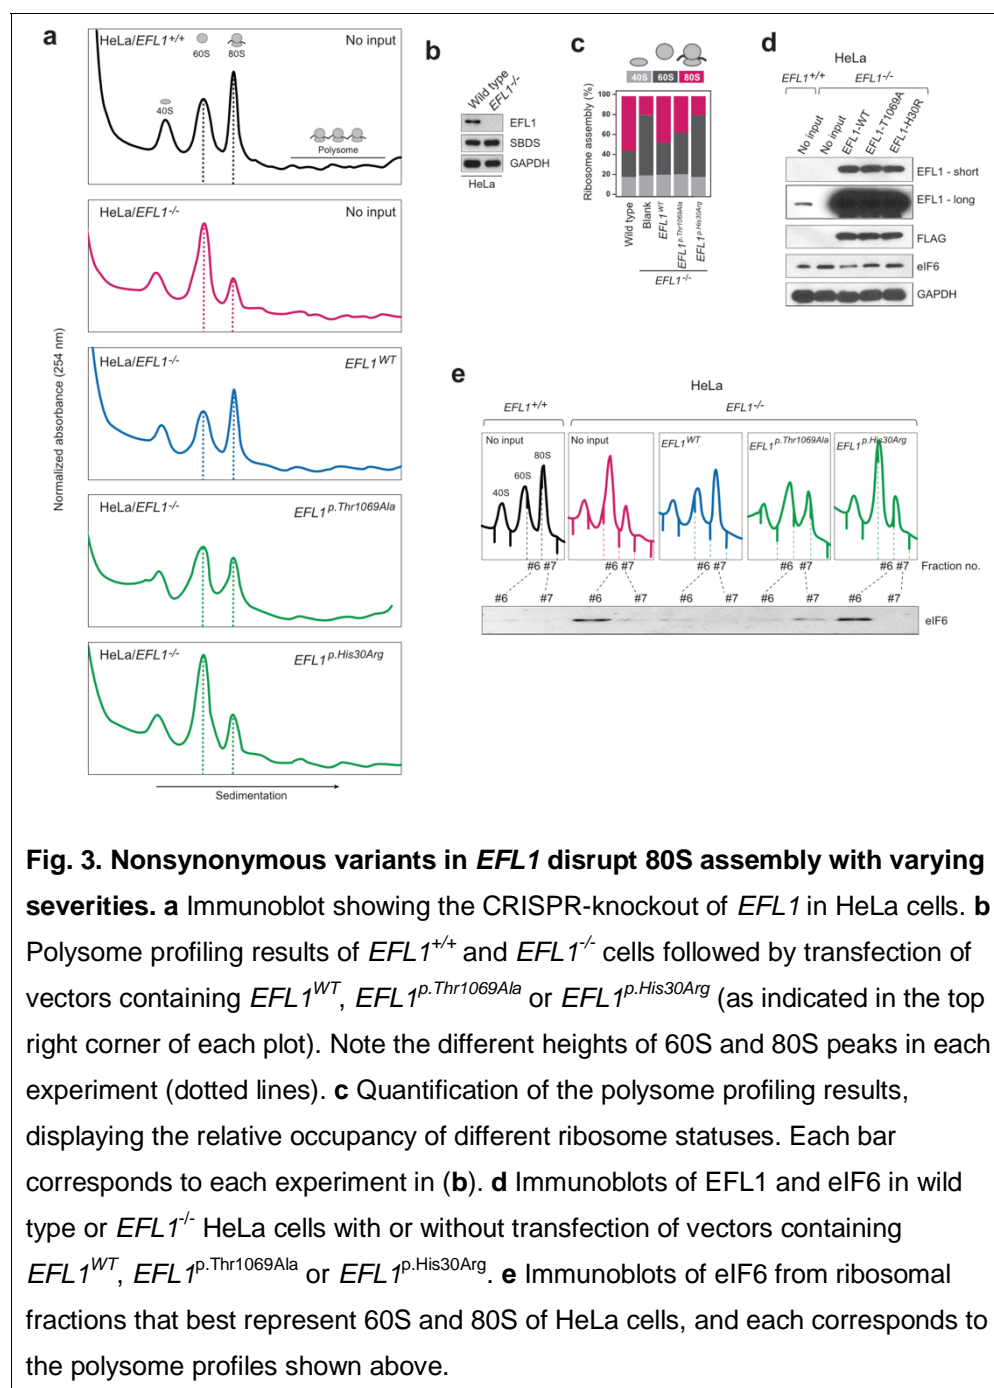 a
HeLa/EFL1+/+
No input
60S
80S
40S
Polysome
HeLa/EFL1-/-
No input
HeLa/EFL1-/-
EFL1WT
HeLa/EFL1-/-
EFL1p.Thr1069Ala
HeLa/EFL1-/-
EFL1p.His30Arg
Normalized absorbance (254 nm)
Sedimentation
b
Wild type
EFL1-/-
EFL1
SBDS
GAPDH
HeLa
c
40S 60S 80S
Ribosome assembly (%)
100
80
60
40
20
0
Wild type
Blank
EFL1WT
EFL1p.Thr1069Ala
EFL1p.His30Arg
EFL1-/-
d
HeLa
EFL1+/+ EFL1-/-
No input
No input
EFL1-WT
EFL1-T1069A
EFL1-H30R
EFL1 - short
EFL1 - long
FLAG
eIF6
GAPDH
e
HeLa
EFL1+/+ EFL1-/-
No input No input EFL1WT EFL1p.Thr1069Ala EFL1p.His30Arg
40S 60S 80S
#6 #7 #6 #7 #6 #7 #6 #7 #6 #7 Fraction no.
#6 #7 #6 #7 #6 #7 #6 #7 #6 #7
eIF6
Fig. 3. Nonsynonymous variants in EFL1 disrupt 80S assembly with varying
severities. a Immunoblot showing the CRISPR-knockout of EFL1 in HeLa cells. b
Polysome profiling results of EFL1+/+ and EFL1-/- cells followed by transfection of
vectors containing EFL1WT, EFL1p.Thr1069Ala or EFL1p.His30Arg (as indicated in the top
right corner of each plot). Note the different heights of 60S and 80S peaks in each
experiment (dotted lines). c Quantification of the polysome profiling results,
displaying the relative occupancy of different ribosome statuses. Each bar
corresponds to each experiment in (b). d Immunoblots of EFL1 and eIF6 in wild
type or EFL1-/- HeLa cells with or without transfection of vectors containing
EFL1WT, EFL1p.Thr1069Ala or EFL1p.His30Arg. e Immunoblots of eIF6 from ribosomal
fractions that best represent 60S and 80S of HeLa cells, and each corresponds to
the polysome profiles shown above.